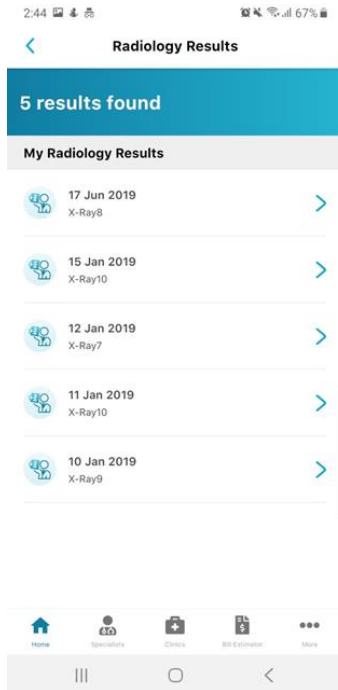 2:44 67%
Radiology Results
5 results found
My Radiology Results
17 Jun 2019
X-Ray8
15 Jan 2019
X-Ray10
12 Jan 2019
X-Ray7
11 Jan 2019
X-Ray10
10 Jan 2019
X-Ray9
Home Specialists Clinics Bill Estimator More